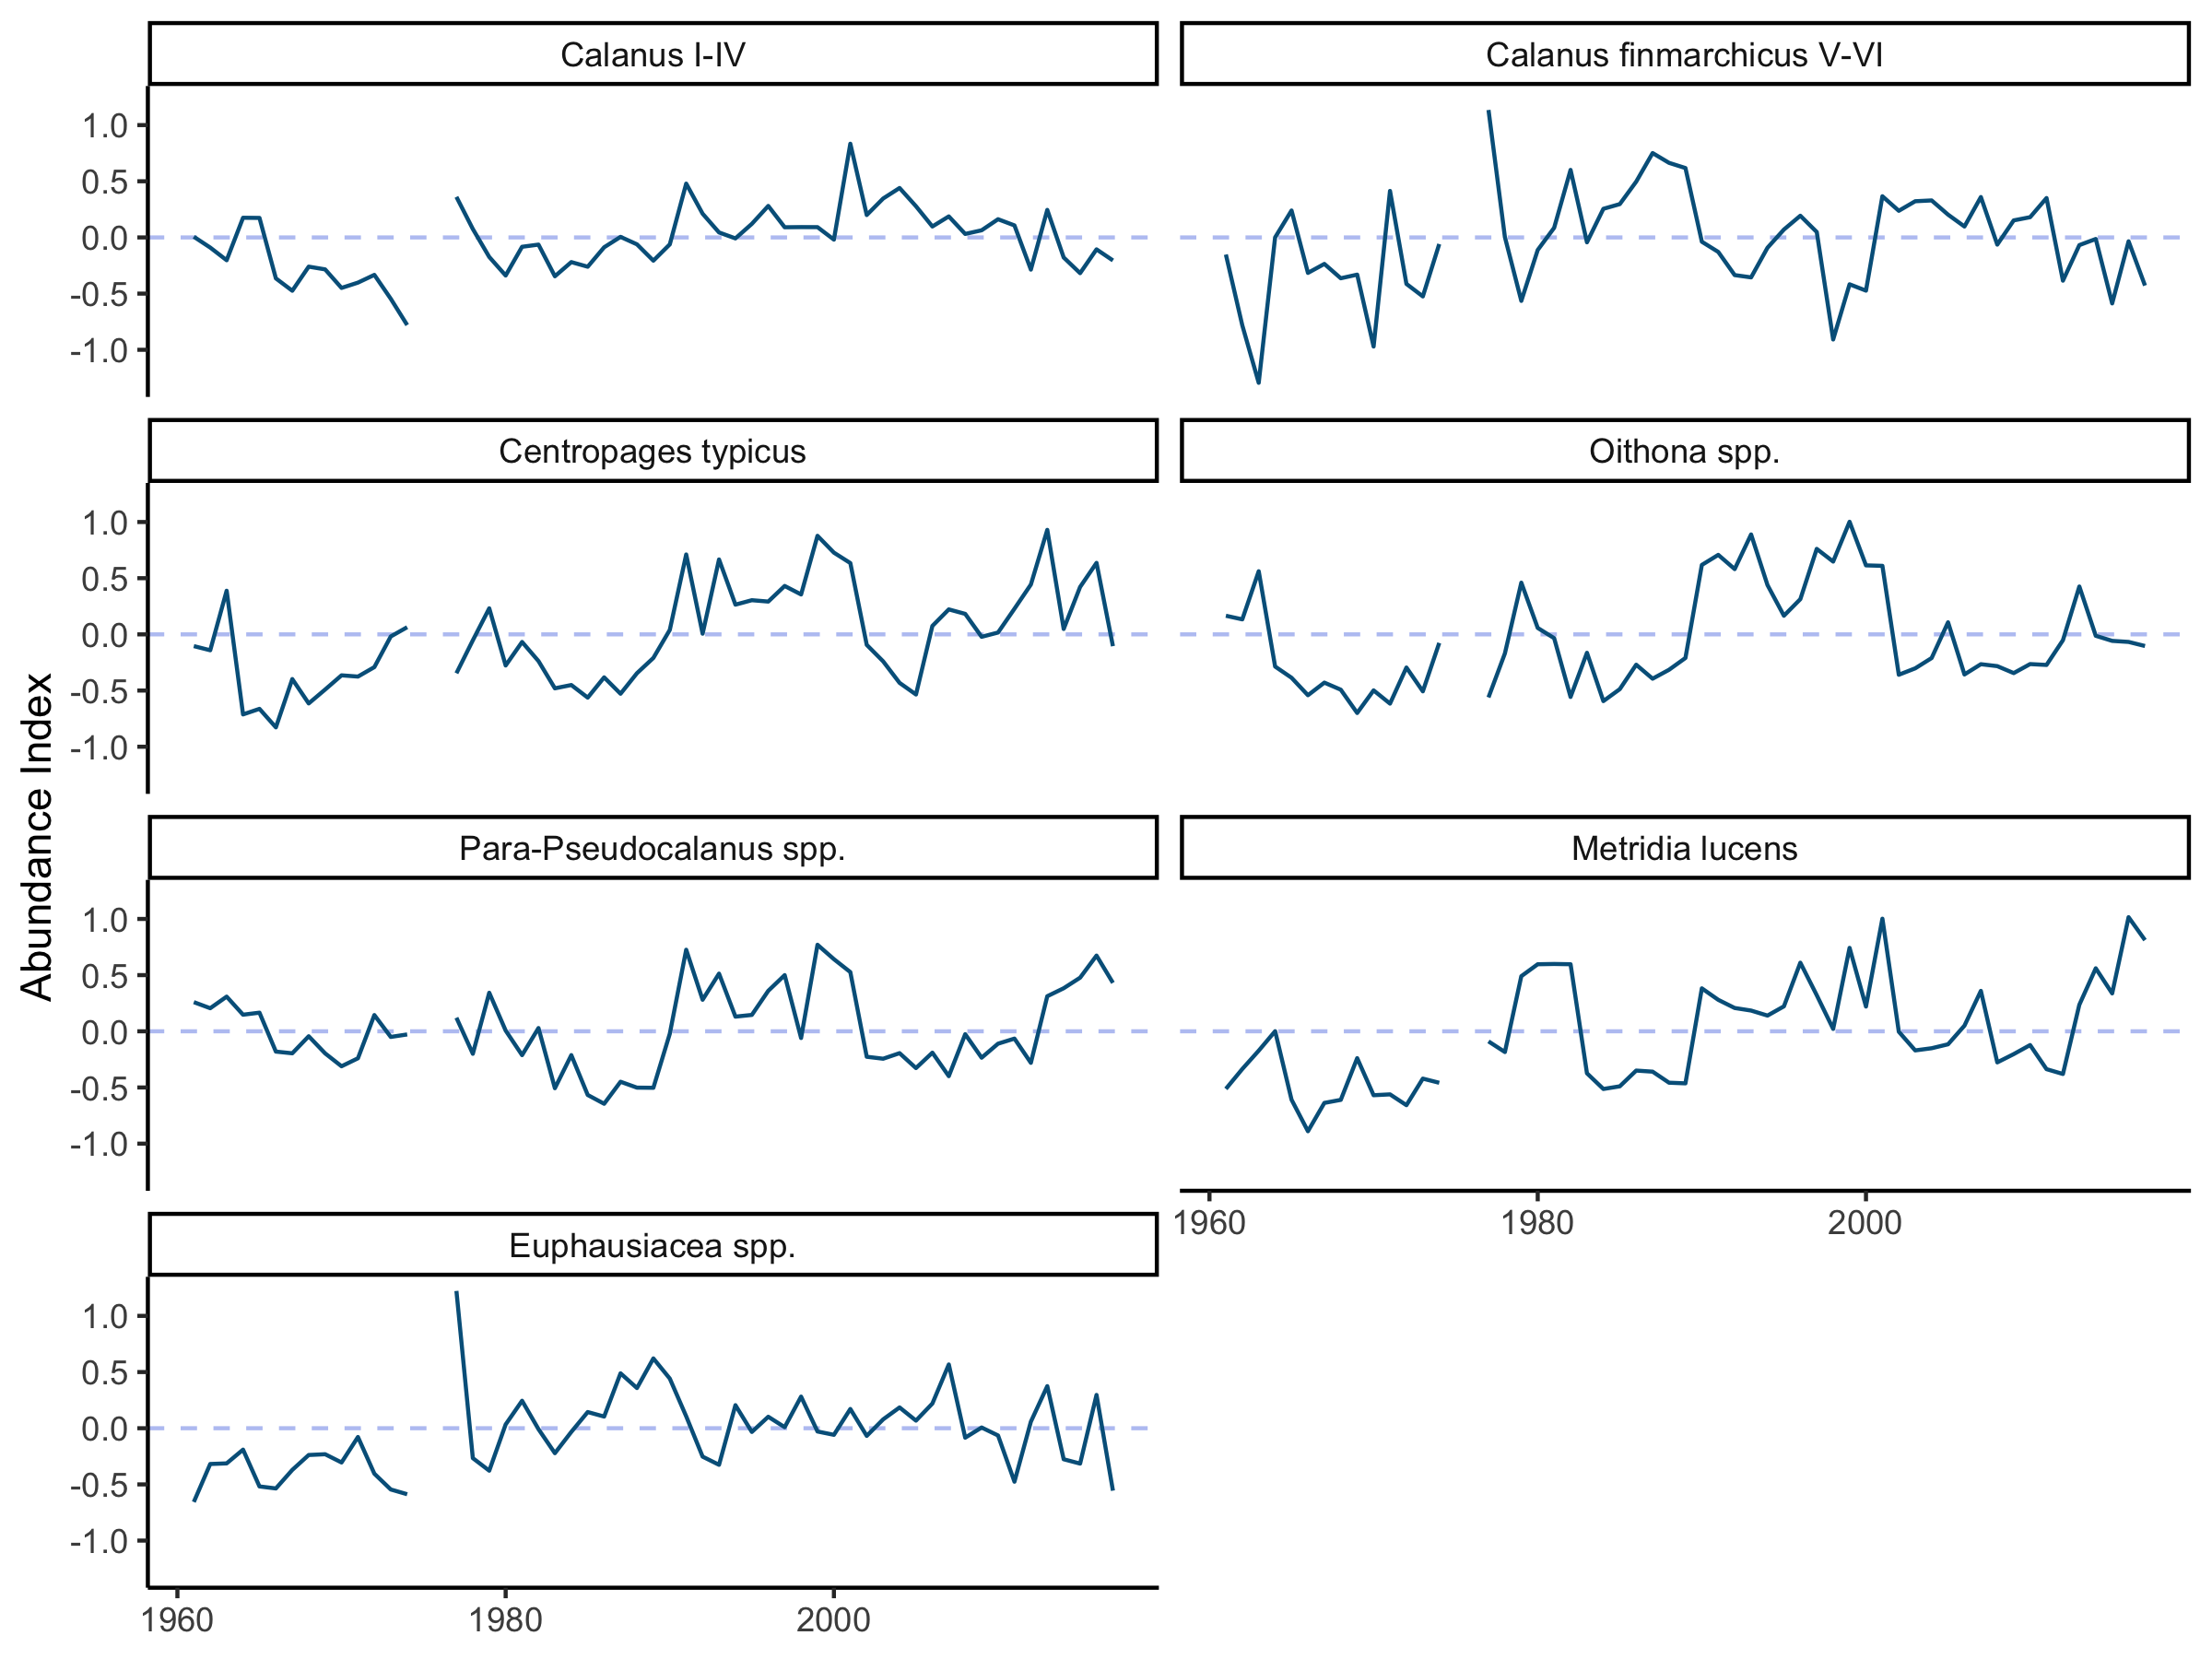 Calanus I-IV
Calanus finmarchicus V-VI
1.0
0.5
0.0
-0.5
-1.0
Centropages typicus
Oithona spp.
1.0
0.5
0.0
-0.5
-1.0
Abundance Index
Para-Pseudocalanus spp.
Metridia lucens
1.0
0.5
0.0
-0.5
-1.0
1960 1980 2000
Euphausiacea spp.
1.0
0.5
0.0
-0.5
-1.0
1960 1980 2000